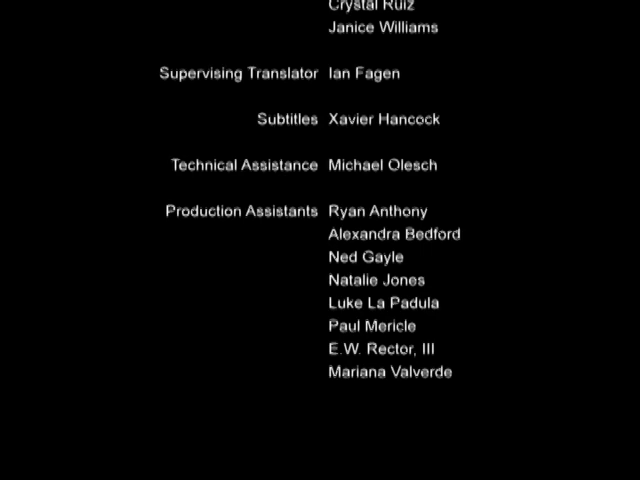 Crystal Ruiz
Janice Williams
Supervising Translator Ian Fagen
Subtitles Xavier Hancock
Technical Assistance Michael Olesch
Production Assistants Ryan Anthony
Alexandra Bedford
Ned Gayle
Natalie Jones
Luke La Padula
Paul Mericle
E.W. Rector, III
Mariana Valverde